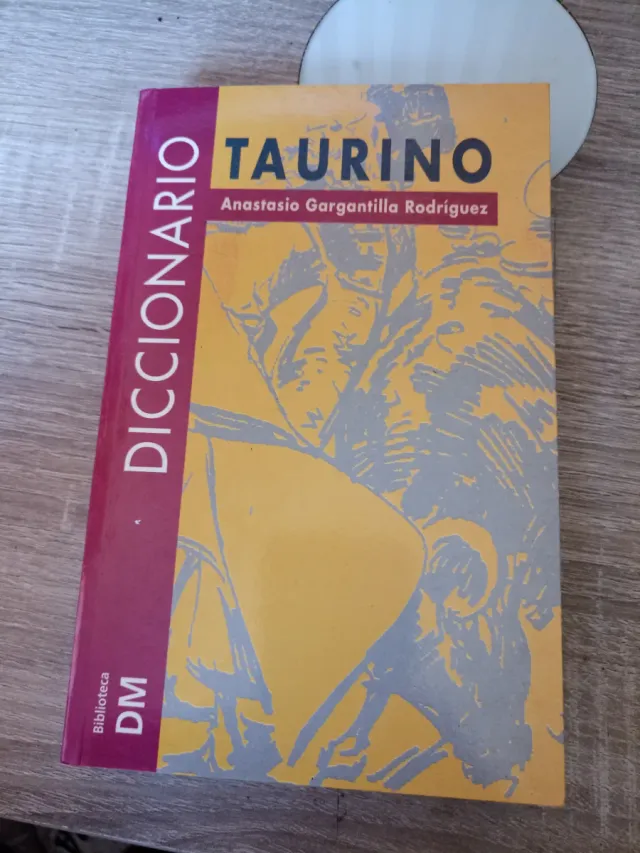 DICCIONARIO
TAURINO
Anastasio Gargantilla Rodríguez
Biblioteca
DM